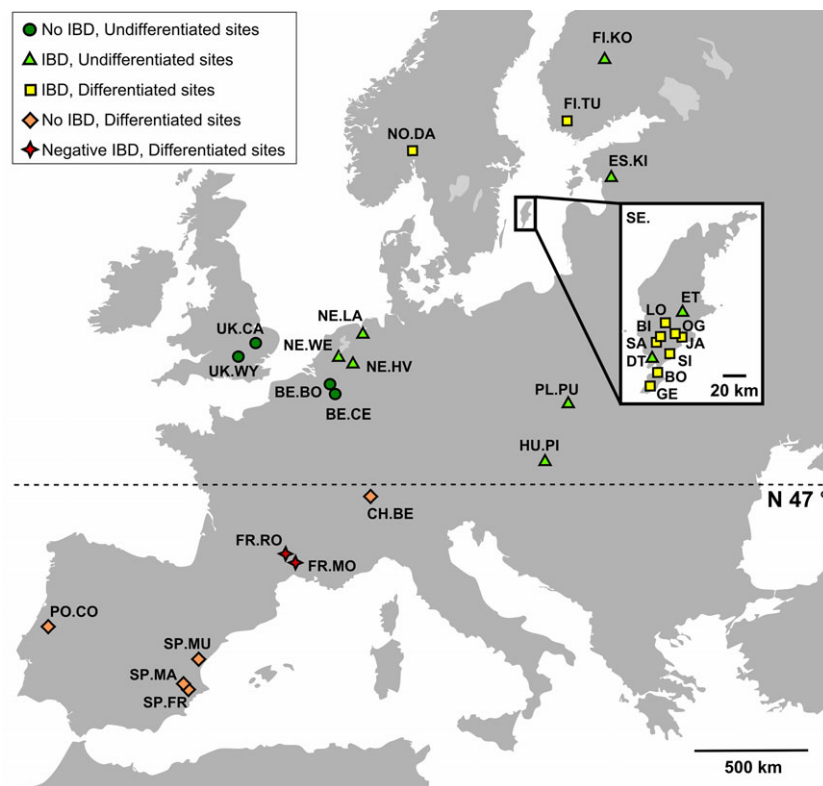 No IBD, Undifferentiated sites
IBD, Undifferentiated sites
IBD, Differentiated sites
No IBD, Differentiated sites
Negative IBD, Differentiated sites
FI.KO
FI.TU
NO.DA
ES.KI
SE.
ET
LO
BI
OG
SA
JA
DT
SI
BO
GE
20 km
NE.LA
UK.CA
NE.WE
NE.HV
UK.WY
BE.BO
BE.CE
PL.PU
HU.PI
N 47 °
CH.BE
FR.RO
FR.MO
PO.CO
SP.MU
SP.MA
SP.FR
500 km